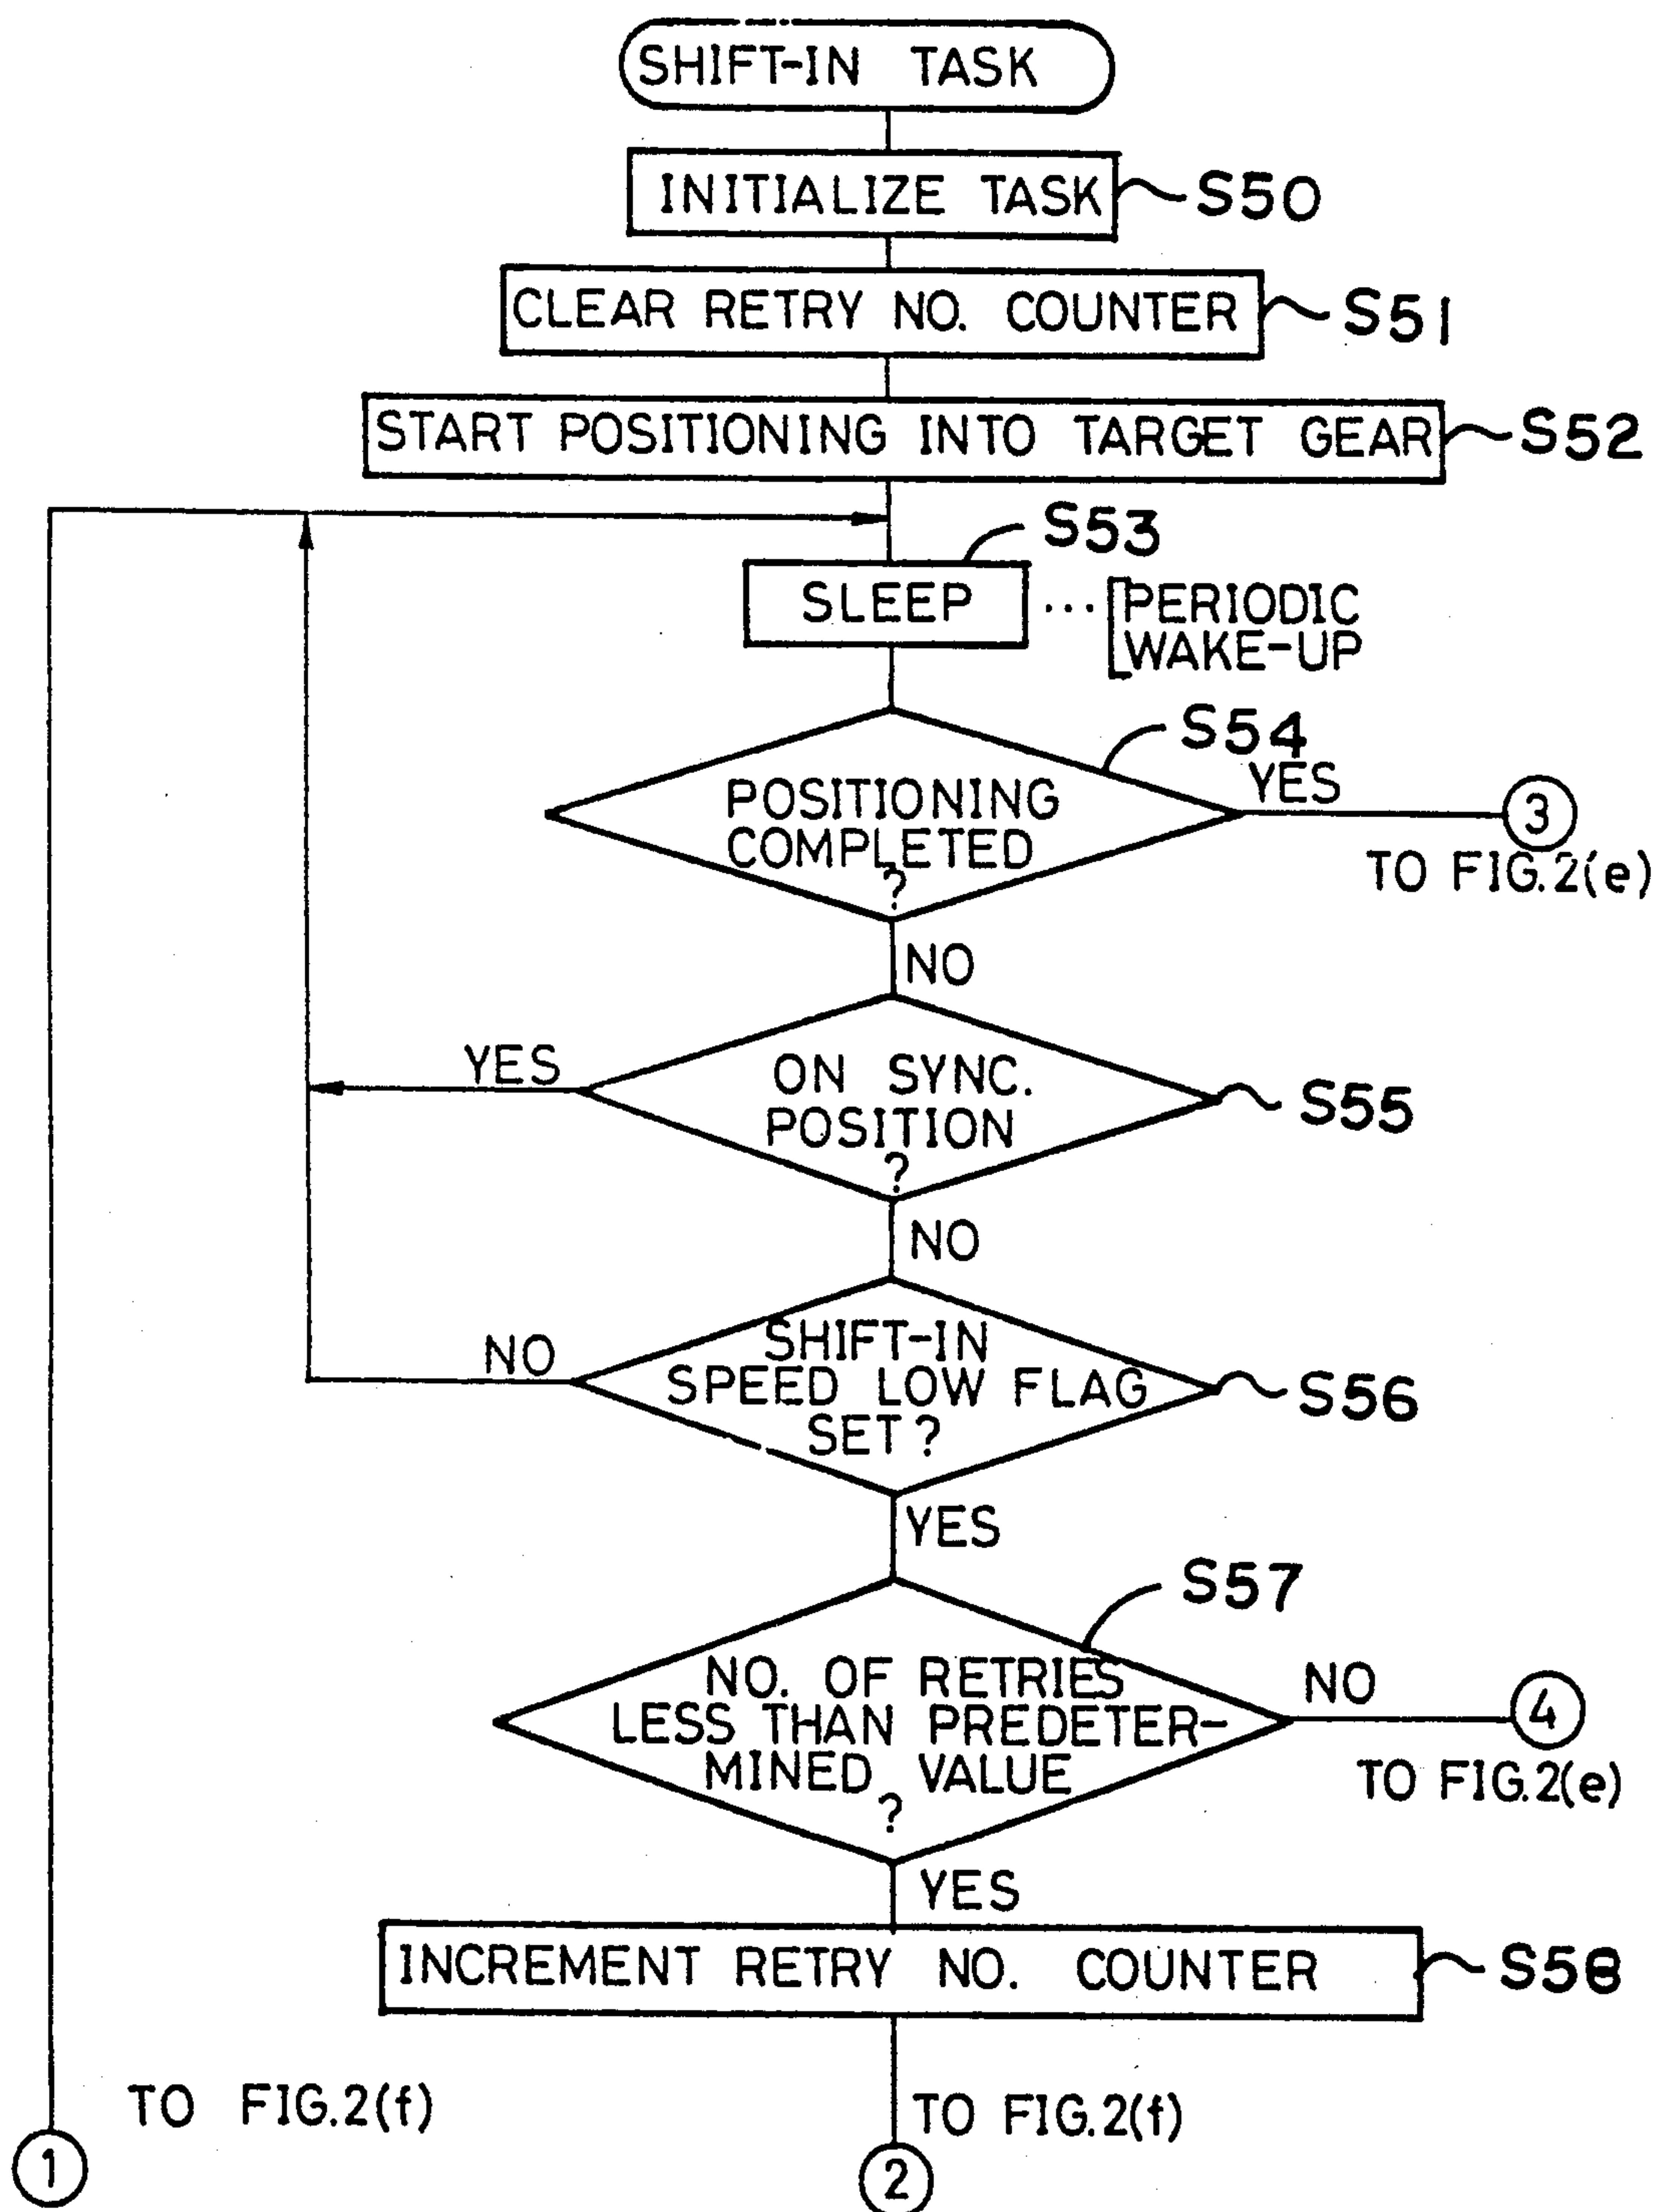 SHIFT-IN TASK
INITIALIZE TASK
S50
CLEAR RETRY NO. COUNTER
S51
START POSITIONING INTO TARGET GEAR
S52
S53
SLEEP
... [PERIODIC
WAKE-UP
S54
YES
POSITIONING
COMPLETED
?
3
TO FIG.2(e)
NO
YES
ON SYNC.
POSITION
?
S55
NO
NO
SHIFT-IN
SPEED LOW FLAG
SET?
S56
YES
S57
NO. OF RETRIES
LESS THAN PREDETER-
MINED VALUE
?
NO
4
TO FIG.2(e)
YES
INCREMENT RETRY NO. COUNTER
S58
TO FIG.2(f)
TO FIG.2(f)
1
2